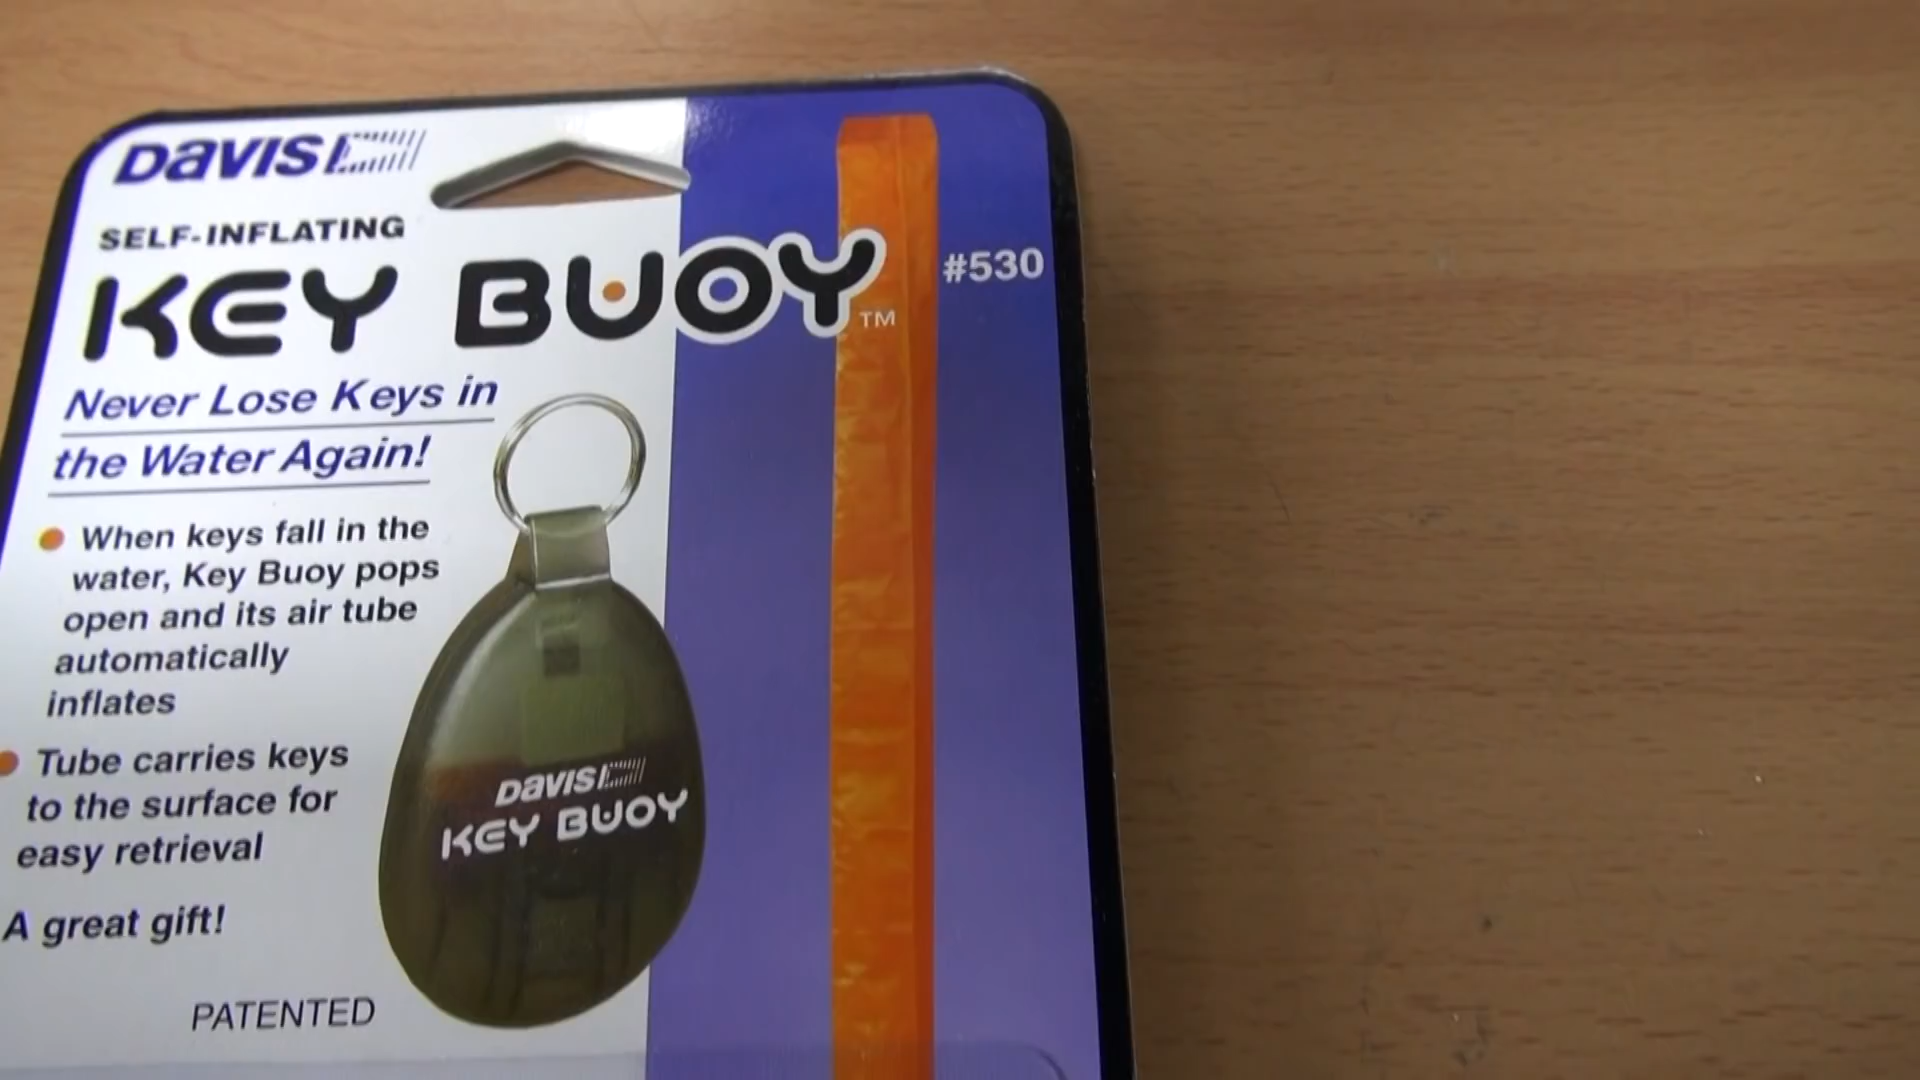 Davis
SELF-INFLATING
KEY BUOY™
#530
Never Lose Keys in
the Water Again!
When keys fall in the
water, Key Buoy pops
open and its air tube
automatically
inflates
Tube carries keys
to the surface for
easy retrieval
A great gift!
PATENTED
Davis
KEY BUOY